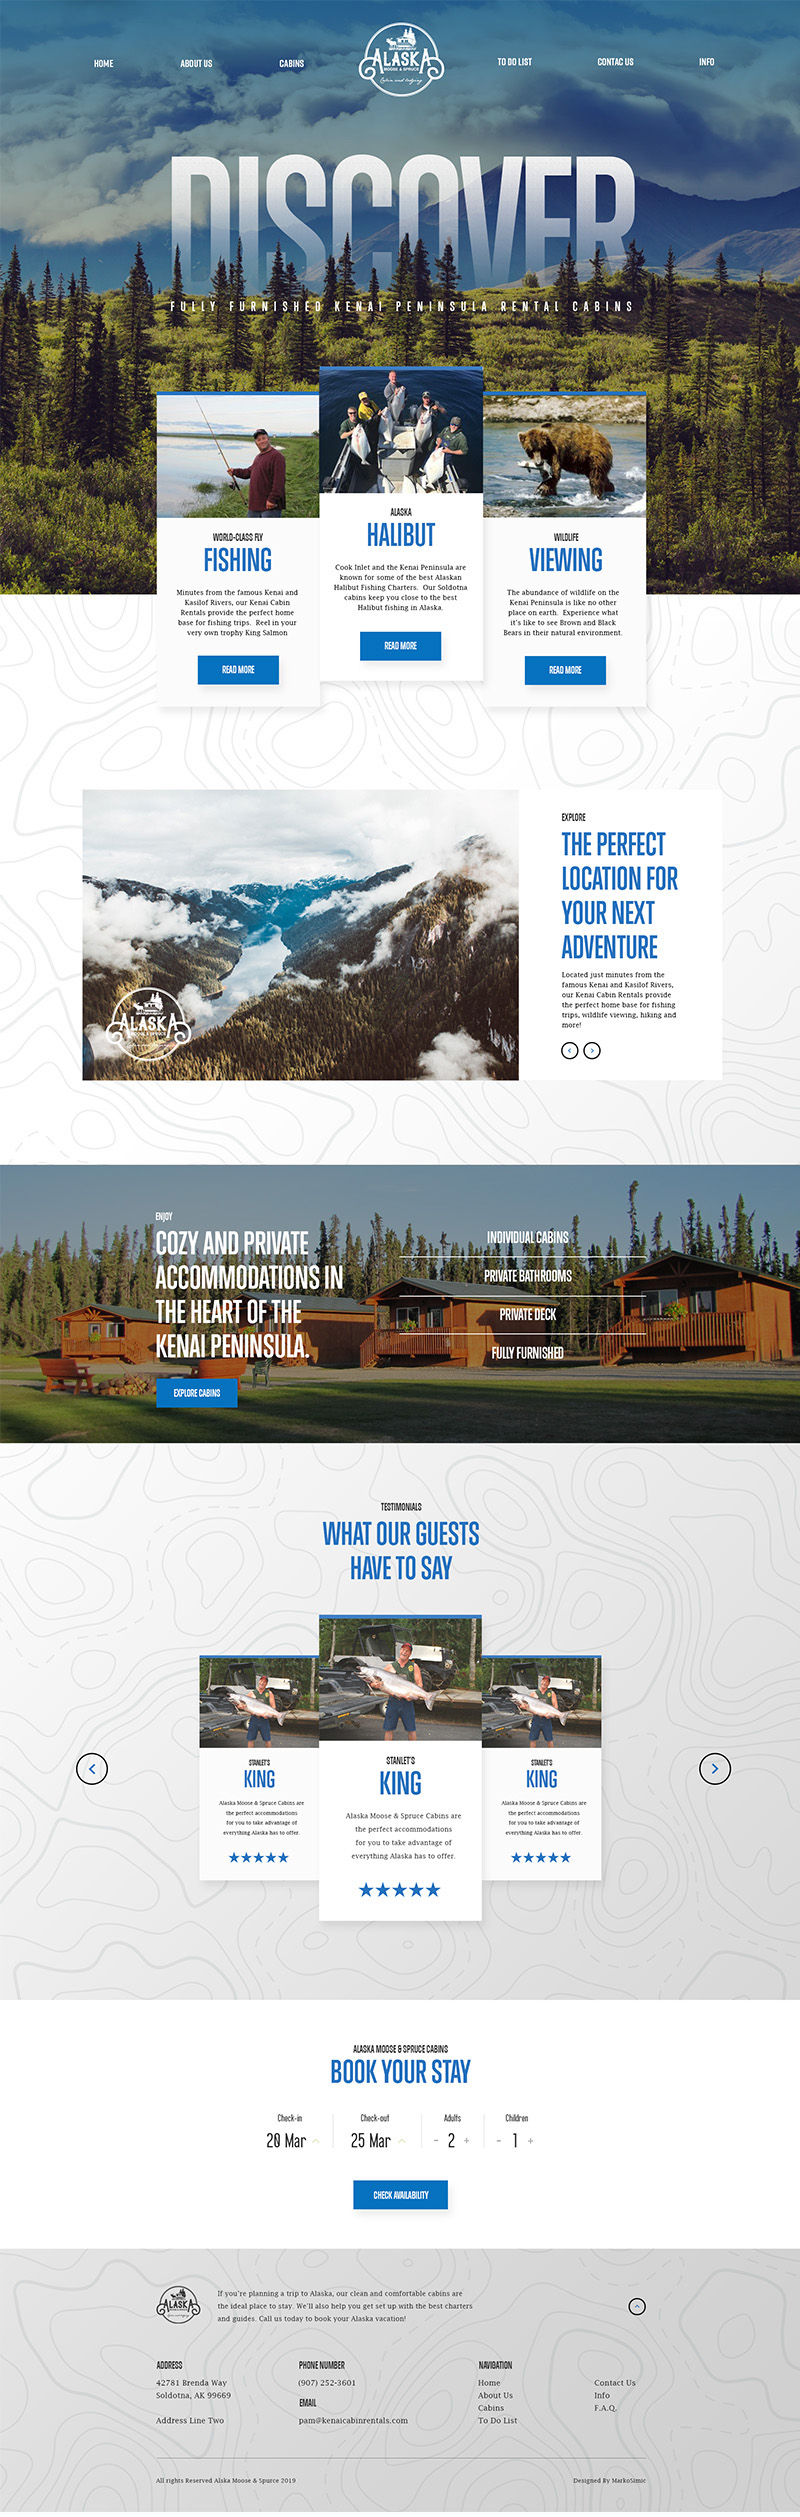 HOME
ABOUT US
CABINS
ALASKA
MOOSE & SPRUCE
Cabin and lodging
TO DO LIST
CONTAC US
INFO
DISCOVER
FULLY FURNISHED KENAI PENINSULA RENTAL CABINS
WORLD-CLASS FLY
FISHING
Minutes from the famous Kenai and
Kasilof Rivers, our Kenai Cabin
Rentals provide the perfect home
base for fishing trips. Reel in your
very own trophy King Salmon
READ MORE
ALASKA
HALIBUT
Cook Inlet and the Kenai Peninsula are
known for some of the best Alaskan
Halibut Fishing Charters. Our Soldotna
cabins keep you close to the best
Halibut fishing in Alaska.
READ MORE
WILDLIFE
VIEWING
The abundance of wildlife on the
Kenai Peninsula is like no other
place on earth. Experience what
it's like to see Brown and Black
Bears in their natural environment.
READ MORE
ALASKA
MOOSE & SPRUCE
EXPLORE
THE PERFECT
LOCATION FOR
YOUR NEXT
ADVENTURE
Located just minutes from the
famous Kenai and Kasilof Rivers,
our Kenai Cabin Rentals provide
the perfect home base for fishing
trips, wildlife viewing, hiking and
more!
ENJOY
COZY AND PRIVATE
ACCOMMODATIONS IN
THE HEART OF THE
KENAI PENINSULA.
EXPLORE CABINS
INDIVIDUAL CABINS
PRIVATE BATHROOMS
PRIVATE DECK
FULLY FURNISHED
TESTIMONIALS
WHAT OUR GUESTS
HAVE TO SAY
STANLET'S
KING
Alaska Moose & Spruce Cabins are
the perfect accommodations
for you to take advantage of
everything Alaska has to offer.
STANLET'S
KING
Alaska Moose & Spruce Cabins are
the perfect accommodations
for you to take advantage of
everything Alaska has to offer.
STANLET'S
KING
Alaska Moose & Spruce Cabins are
the perfect accommodations
for you to take advantage of
everything Alaska has to offer.
ALASKA MOOSE & SPRUCE CABINS
BOOK YOUR STAY
Check-in
20 Mar
Check-out
25 Mar
Adults
- 2 +
Children
- 1 +
CHECK AVAILABILITY
ALASKA
If you're planning a trip to Alaska, our clean and comfortable cabins are
the ideal place to stay. We'll also help you get set up with the best charters
and guides. Call us today to book your Alaska vacation!
ADDRESS
42781 Brenda Way
Soldotna, AK 99669
Address Line Two
PHONE NUMBER
(907) 252-3601
EMAIL
pam@kenaicabinrentals.com
NAVIGATION
Home
About Us
Cabins
To Do List
Contact Us
Info
F.A.Q.
All rights Reserved Alska Moose & Spurce 2019
Designed By MarkoSimic